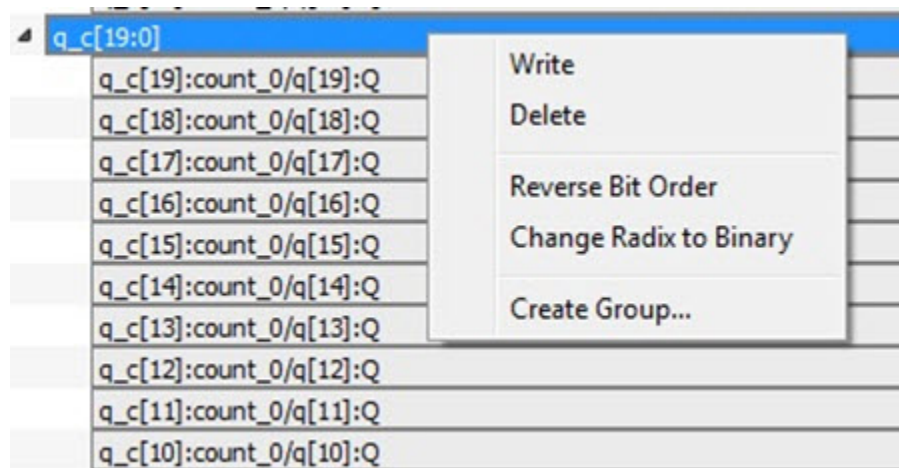 q_c[19:0]
q_c[19]:count_0/q[19]:Q
q_c[18]:count_0/q[18]:Q
q_c[17]:count_0/q[17]:Q
q_c[16]:count_0/q[16]:Q
q_c[15]:count_0/q[15]:Q
q_c[14]:count_0/q[14]:Q
q_c[13]:count_0/q[13]:Q
q_c[12]:count_0/q[12]:Q
q_c[11]:count_0/q[11]:Q
q_c[10]:count_0/q[10]:Q
Write
Delete
Reverse Bit Order
Change Radix to Binary
Create Group...